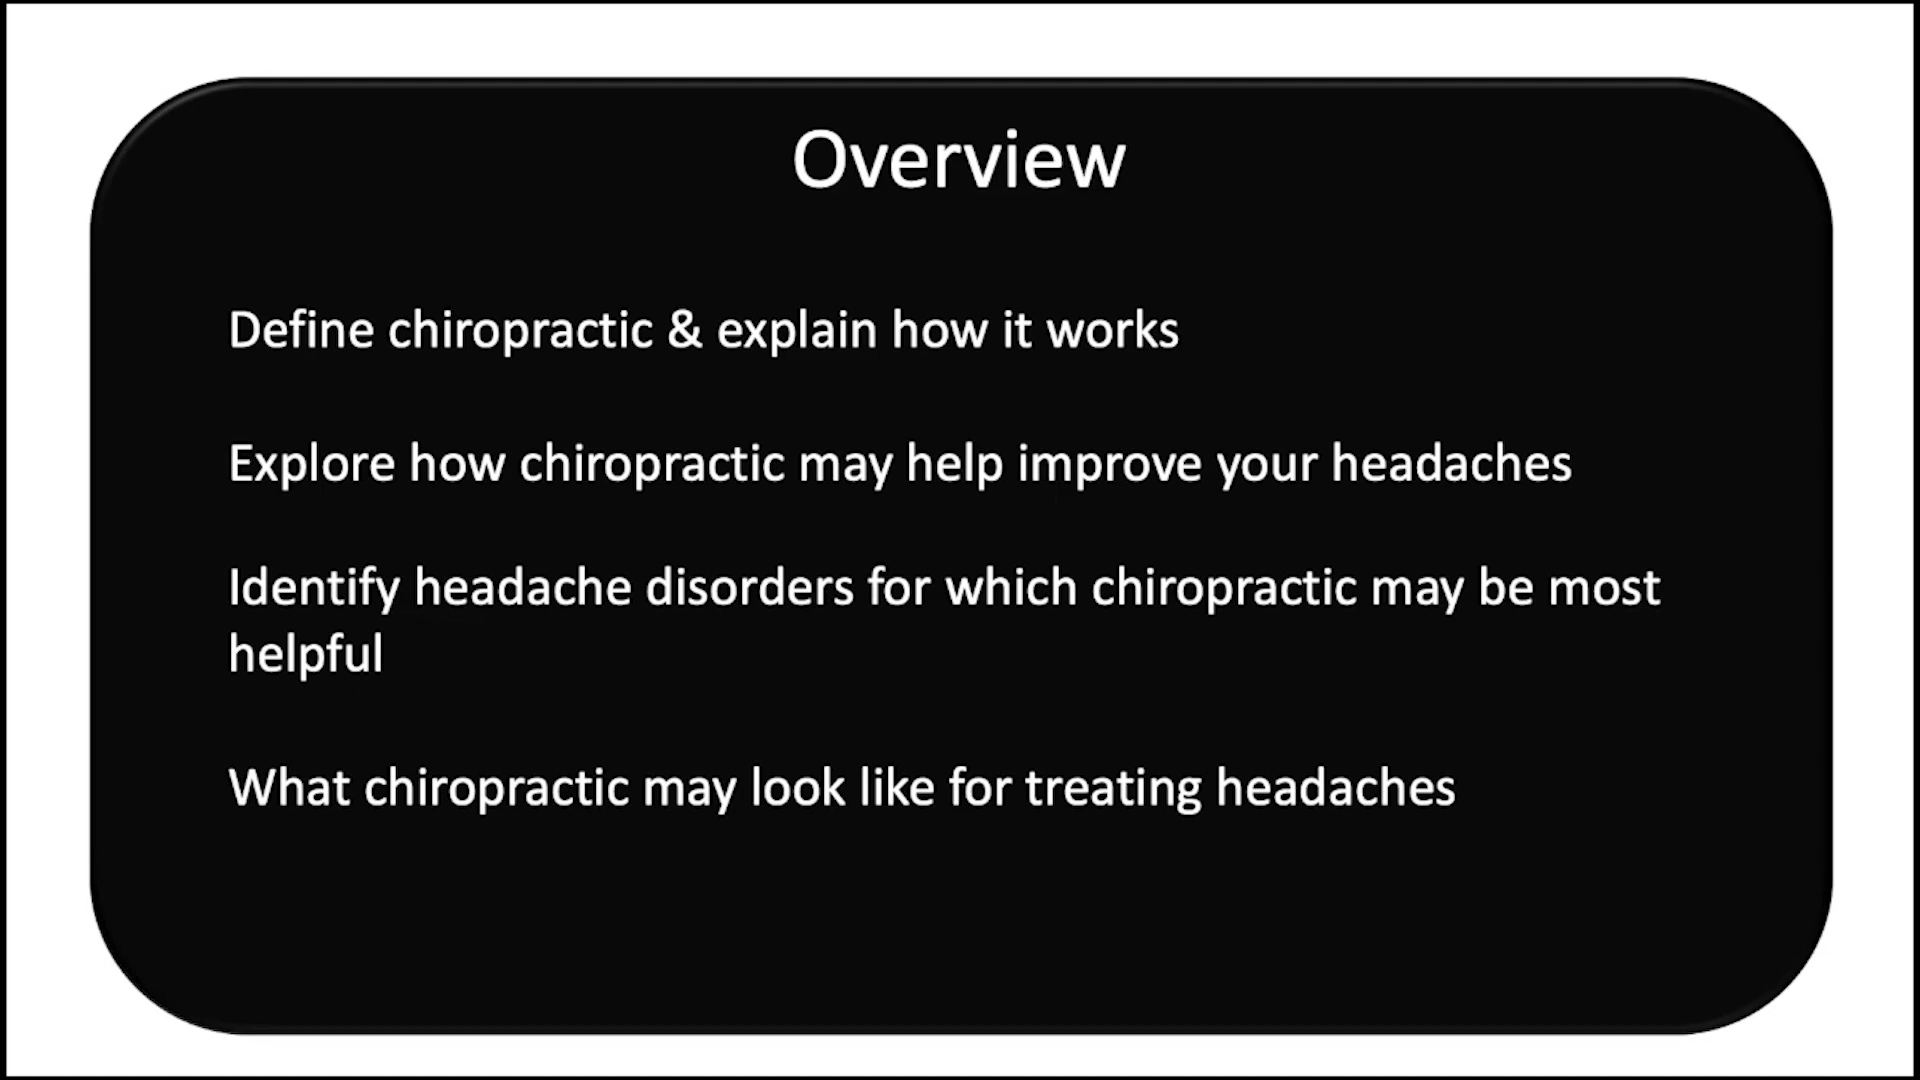 Overview
Define chiropractic & explain how it works
Explore how chiropractic may help improve your headaches
Identify headache disorders for which chiropractic may be most
helpful
What chiropractic may look like for treating headaches